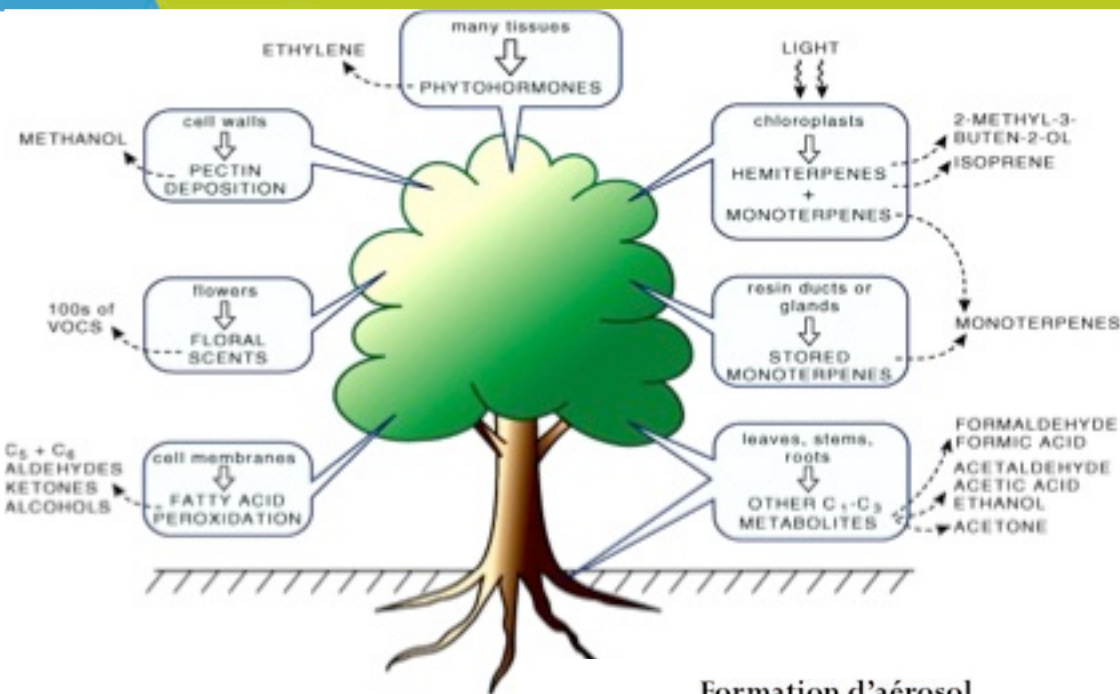 many tissues
PHYTOHORMONES
ETHYLENE
LIGHT
cell walls
PECTIN
DEPOSITION
METHANOL
chloroplasts
HEMITERPENES
+
MONOTERPENES
2-METHYL-3-
BUTEN-2-OL
ISOPRENE
flowers
FLORAL
SCENTS
100s of
VOCS
resin ducts or
glands
STORED
MONOTERPENES
MONOTERPENES
cell membranes
FATTY ACID
PEROXIDATION
C₅ + C₆
ALDEHYDES
KETONES
ALCOHOLS
leaves, stems,
roots
OTHER C₁-C₃
METABOLITES
FORMALDEHYDE
FORMIC ACID
ACETALDEHYDE
ACETIC ACID
ETHANOL
ACETONE
Formation d'aérosol